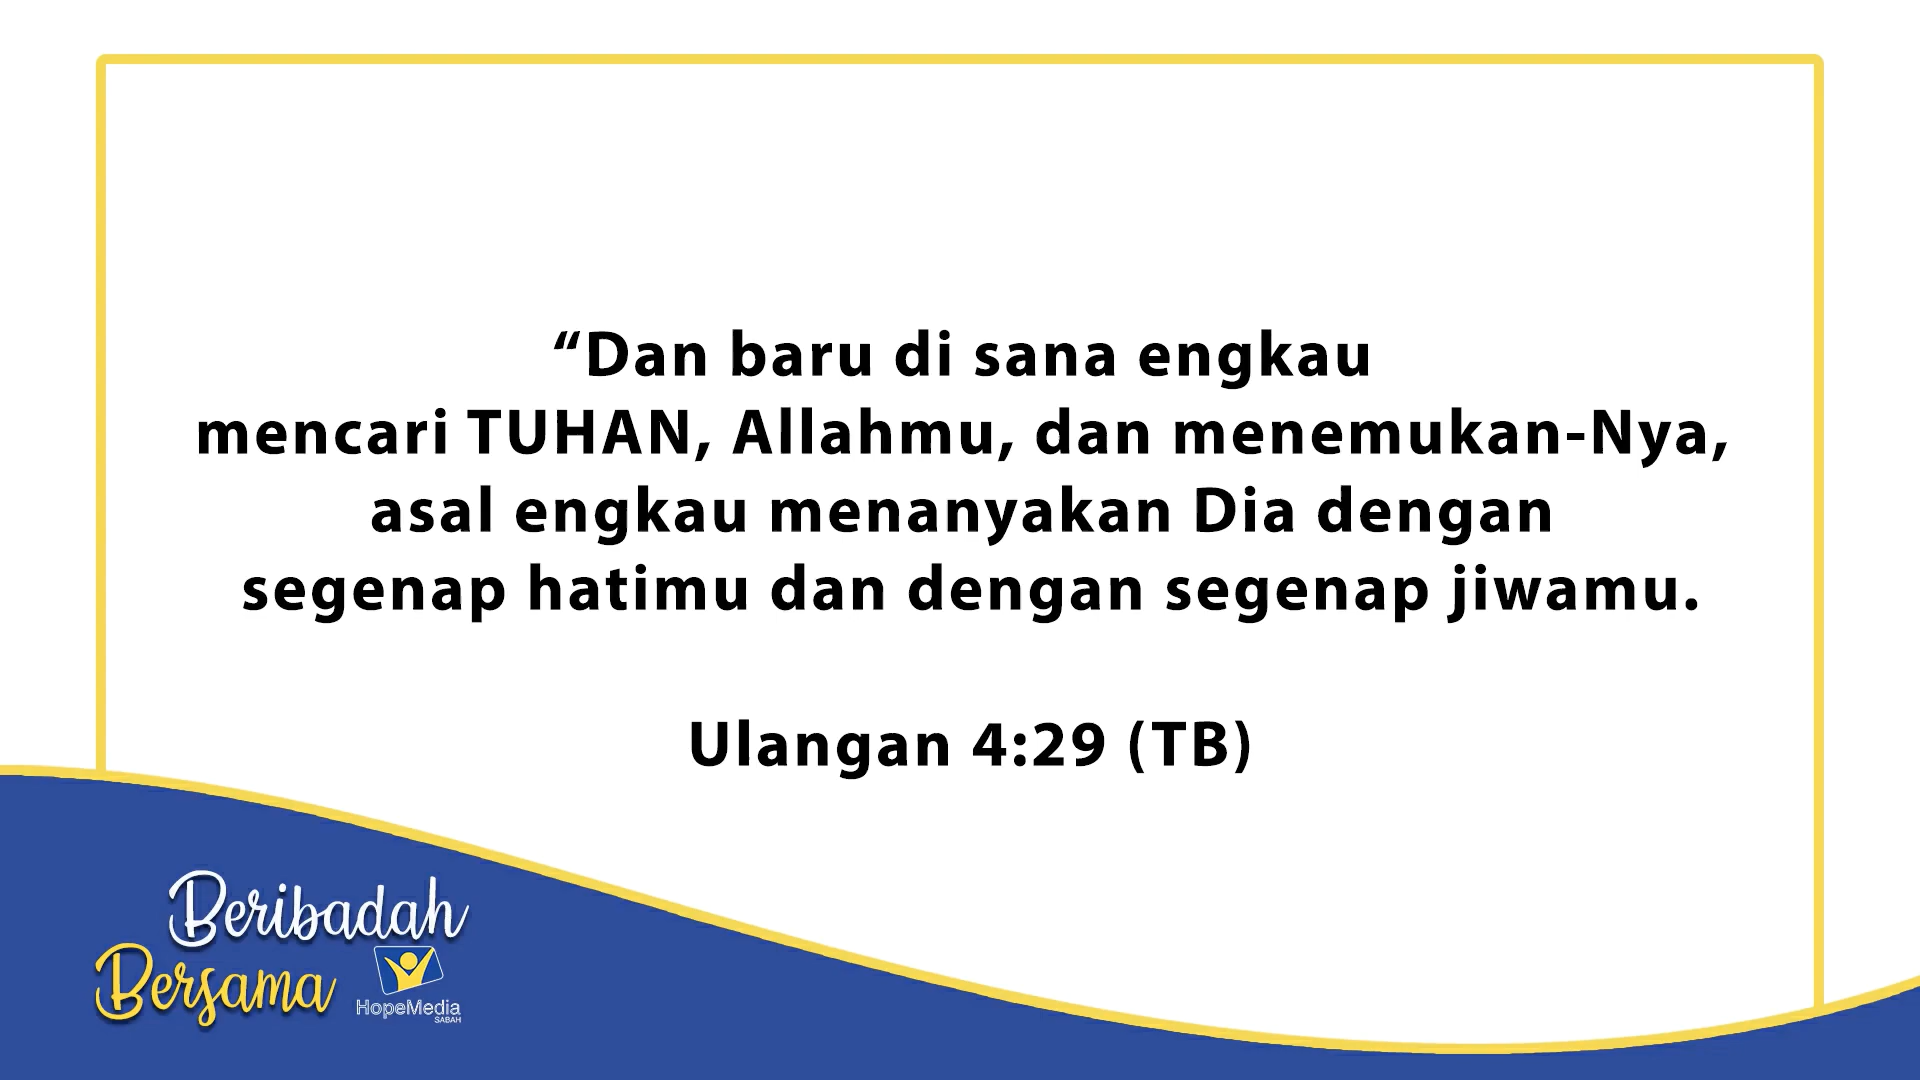 “Dan baru di sana engkau
mencari TUHAN, Allahmu, dan menemukan-Nya,
asal engkau menanyakan Dia dengan
segenap hatimu dan dengan segenap jiwamu.
Ulangan 4:29 (TB)
Beribadah
Bersama
HopeMedia
SABAH